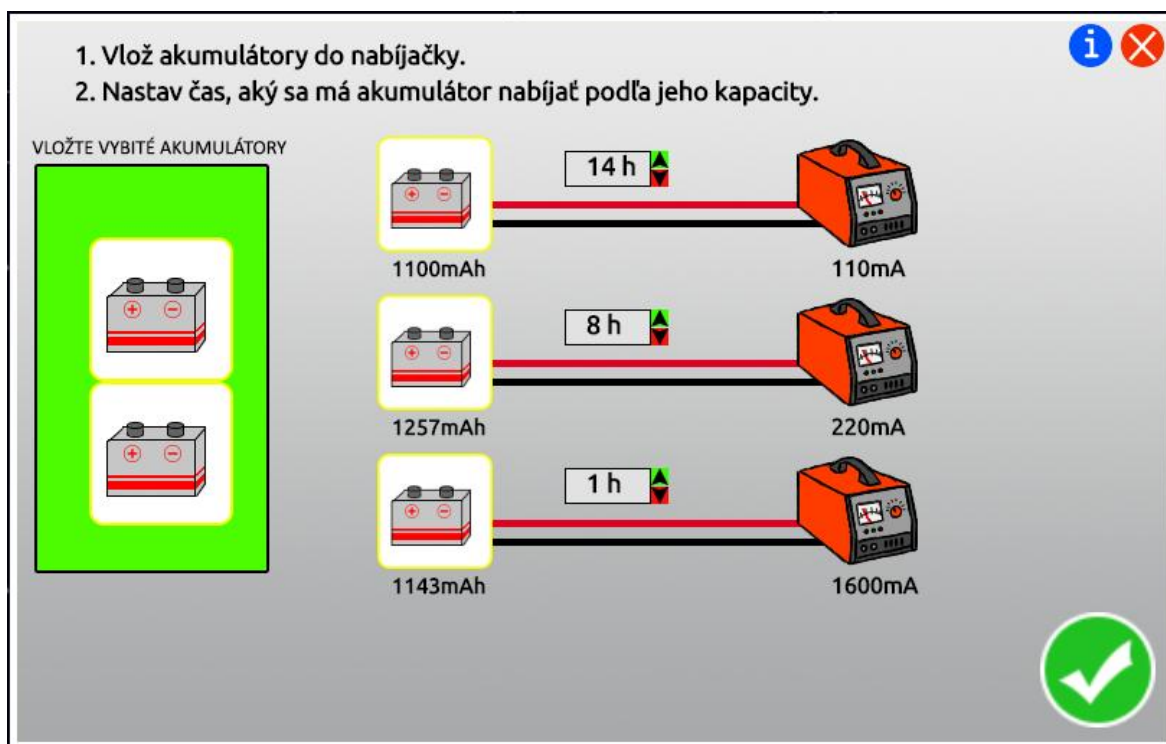 1. Vlož akumulátory do nabíjačky.
2. Nastav čas, aký sa má akumulátor nabíjať podľa jeho kapacity.
VLOŽTE VYBITÉ AKUMULÁTORY
14 h
1100mAh
110mA
8 h
1257mAh
220mA
1 h
1143mAh
1600mA